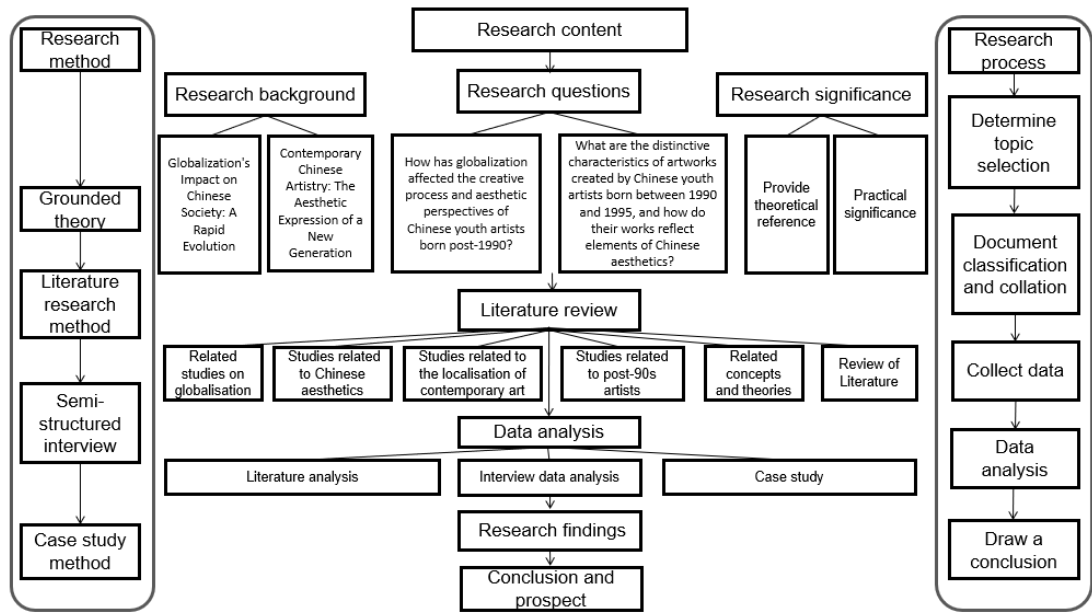 Research
method
Grounded
theory
Literature
research
method
Semi-
structured
interview
Case study
method
Research content
Research background
Research questions
Research significance
Globalization's
Impact on
Chinese
Society: A
Rapid
Evolution
Contemporary
Chinese
Artistry: The
Aesthetic
Expression of a
New
Generation
How has globalization
affected the creative
process and aesthetic
perspectives of
Chinese youth artists
born post-1990?
What are the distinctive
characteristics of artworks
created by Chinese youth
artists born between 1990
and 1995, and how do
their works reflect
elements of Chinese
aesthetics?
Provide
theoretical
reference
Practical
significance
Literature review
Related
studies on
globalisation
Studies related
to Chinese
aesthetics
Studies related to
the localisation of
contemporary art
Studies related
to post-90s
artists
Related
concepts
and theories
Review of
Literature
Data analysis
Literature analysis
Interview data analysis
Case study
Research findings
Conclusion and
prospect
Research
process
Determine
topic
selection
Document
classification
and collation
Collect data
Data
analysis
Draw a
conclusion